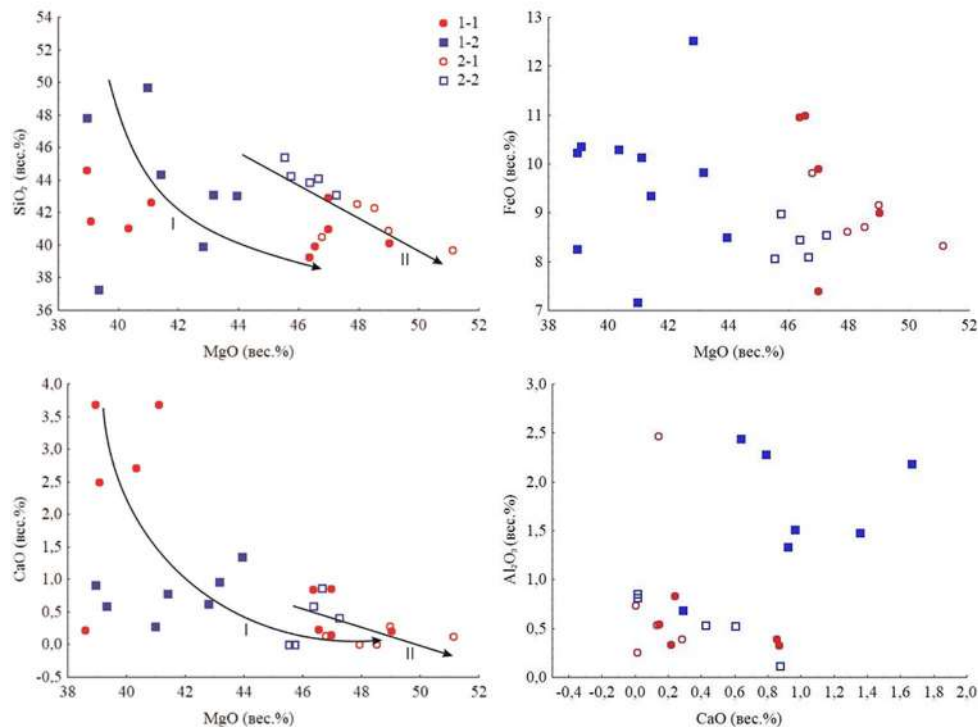 54
52
50
48
46
44
42
40
38
36
SiO₂ (вес.%)
1-1
1-2
2-1
2-2
I
II
38 40 42 44 46 48 50 52
MgO (вес.%)
13
12
11
10
9
8
7
FeO (вес.%)
38 40 42 44 46 48 50 52
MgO (вес.%)
4,0
3,5
3,0
2,5
2,0
1,5
1,0
0,5
0,0
-0,5
CaO (вес.%)
I
II
38 40 42 44 46 48 50 52
MgO (вес.%)
3,0
2,5
2,0
1,5
1,0
0,5
0,0
Al₂O₃ (вес.%)
-0,4 -0,2 0,0 0,2 0,4 0,6 0,8 1,0 1,2 1,4 1,6 1,8 2,0
CaO (вес.%)